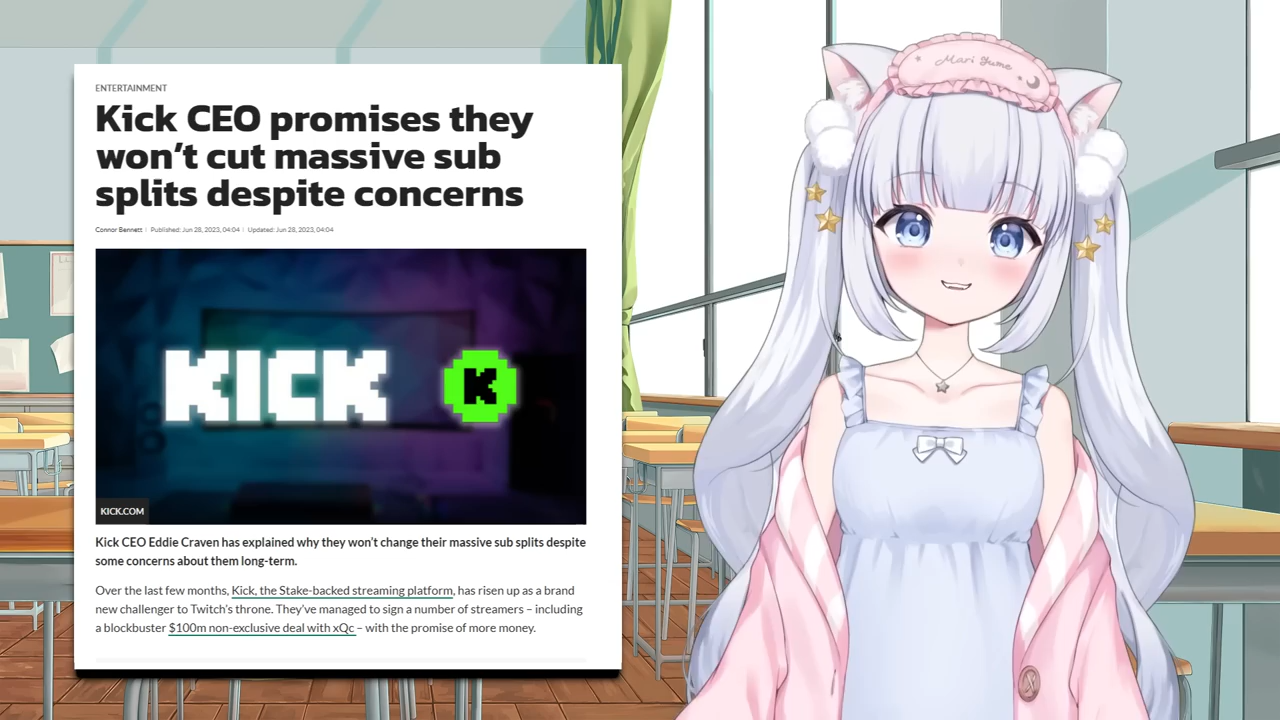 ENTERTAINMENT
Kick CEO promises they
won't cut massive sub
splits despite concerns
Connor Bennett | Published: Jun 28, 2023, 04:04 | Updated: Jun 28, 2023, 04:04
KICK K
KICK.COM
Kick CEO Eddie Craven has explained why they won't change their massive sub splits despite
some concerns about them long-term.
Over the last few months, Kick, the Stake-backed streaming platform, has risen up as a brand
new challenger to Twitch's throne. They've managed to sign a number of streamers – including
a blockbuster $100m non-exclusive deal with xQc – with the promise of more money.
Mari Yume